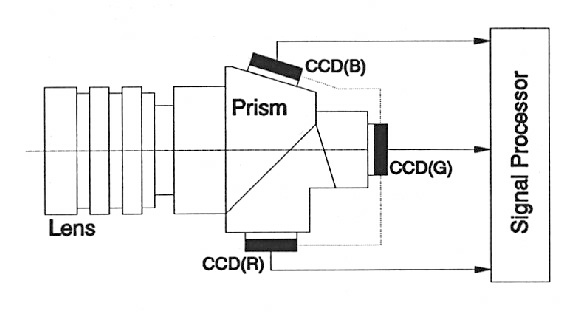 CCD(B)
Prism
CCD(G)
Signal Processor
Lens
CCD(R)